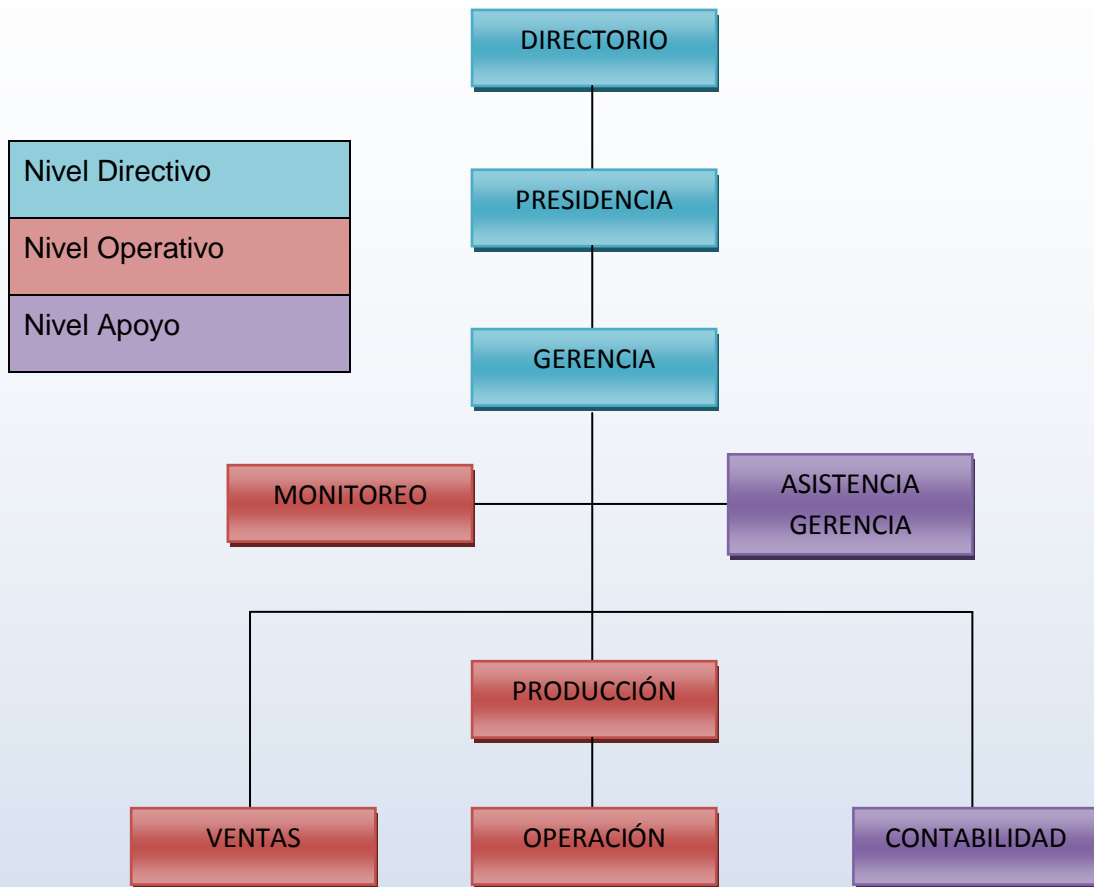 DIRECTORIO
Nivel Directivo
Nivel Operativo
Nivel Apoyo
PRESIDENCIA
GERENCIA
MONITOREO
ASISTENCIA
GERENCIA
PRODUCCIÓN
VENTAS
OPERACIÓN
CONTABILIDAD